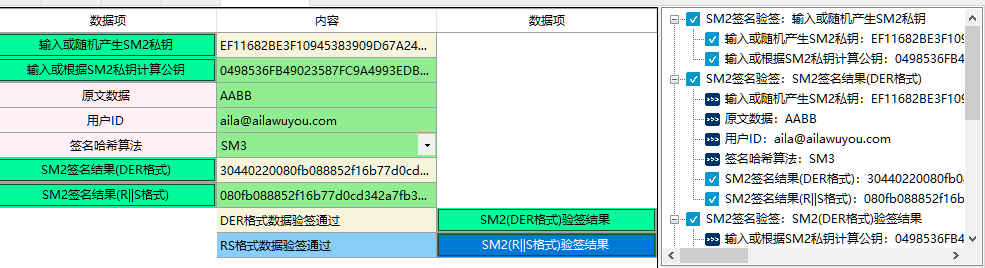 数据项 内容 数据项
输入或随机产生SM2私钥 EF11682BE3F10945383909D67A24...
输入或根据SM2私钥计算公钥 0498536FB49023587FC9A4993EDB...
原文数据 AABB
用户ID aila@ailawuyou.com
签名哈希算法 SM3
SM2签名结果(DER格式) 30440220080fb088852f16b77d0cd...
SM2签名结果(R||S格式) 080fb088852f16b77d0cd342a7fb3...
DER格式数据验签通过 SM2(DER格式)验签结果
RS格式数据验签通过 SM2(R||S格式)验签结果
SM2签名验签：输入或随机产生SM2私钥
输入或随机产生SM2私钥：EF11682BE3F109
输入或根据SM2私钥计算公钥：0498536FB4
SM2签名验签：SM2签名结果(DER格式)
>>> 输入或随机产生SM2私钥：EF11682BE3F109
>>> 原文数据：AABB
>>> 用户ID：aila@ailawuyou.com
>>> 签名哈希算法：SM3
SM2签名结果(DER格式)：30440220080fb08
SM2签名结果(R||S格式)：080fb088852f16b
SM2签名验签：SM2(DER格式)验签结果
>>> 输入或根据SM2私钥计算公钥：0498536FB4